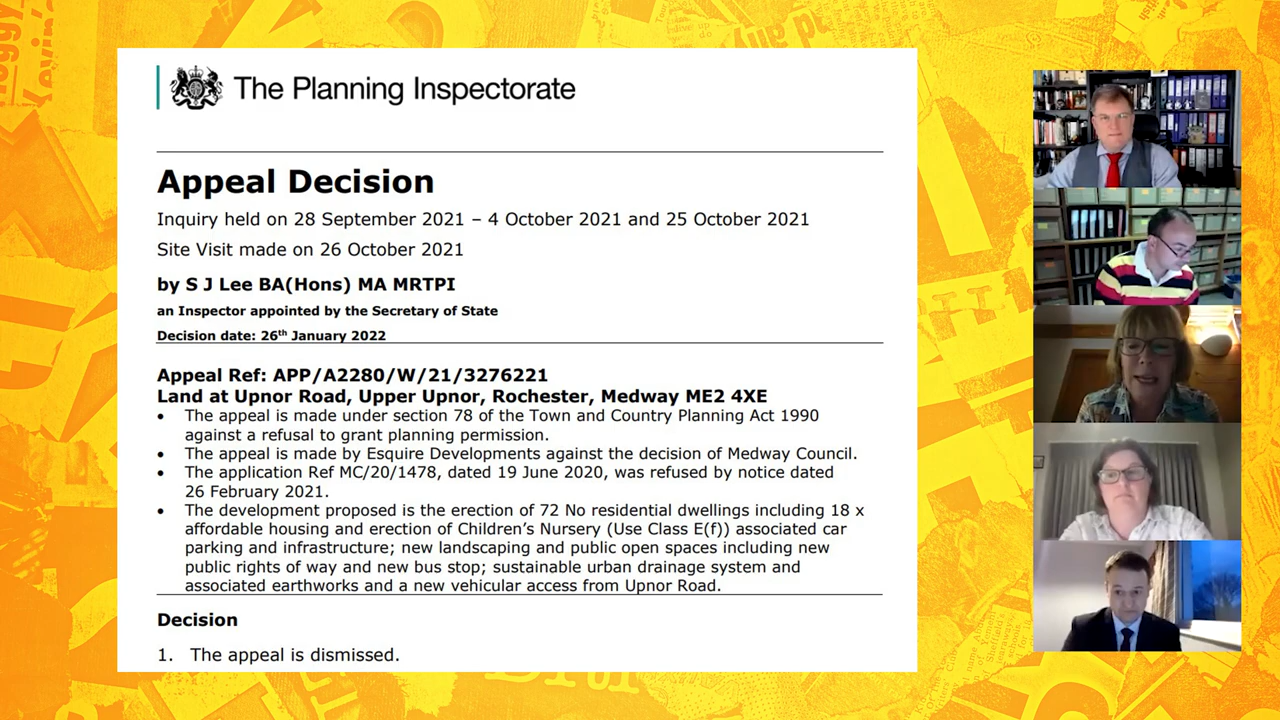 The Planning Inspectorate
Appeal Decision
Inquiry held on 28 September 2021 – 4 October 2021 and 25 October 2021
Site Visit made on 26 October 2021
by S J Lee BA(Hons) MA MRTPI
an Inspector appointed by the Secretary of State
Decision date: 26th January 2022
Appeal Ref: APP/A2280/W/21/3276221
Land at Upnor Road, Upper Upnor, Rochester, Medway ME2 4XE
• The appeal is made under section 78 of the Town and Country Planning Act 1990
against a refusal to grant planning permission.
• The appeal is made by Esquire Developments against the decision of Medway Council.
• The application Ref MC/20/1478, dated 19 June 2020, was refused by notice dated
26 February 2021.
• The development proposed is the erection of 72 No residential dwellings including 18 x
affordable housing and erection of Children’s Nursery (Use Class E(f)) associated car
parking and infrastructure; new landscaping and public open spaces including new
public rights of way and new bus stop; sustainable urban drainage system and
associated earthworks and a new vehicular access from Upnor Road.
Decision
1. The appeal is dismissed.